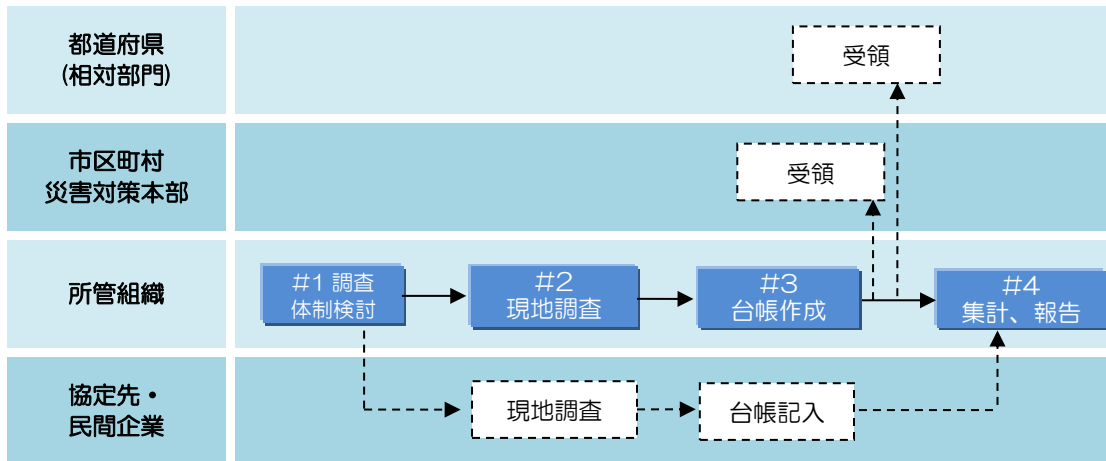 都道府県
(相対部門)
受領
市区町村
災害対策本部
受領
所管組織
#1 調査
体制検討
#2
現地調査
#3
台帳作成
#4
集計、報告
協定先・
民間企業
現地調査
台帳記入